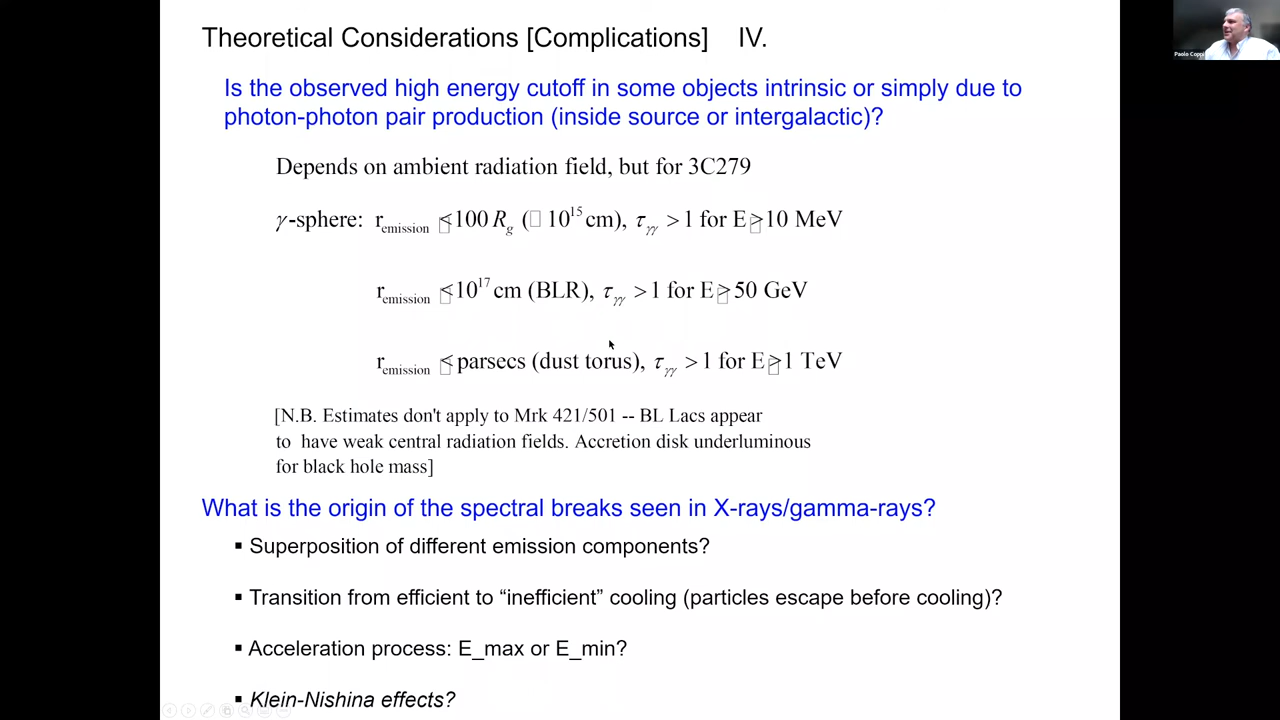 Theoretical Considerations [Complications] IV.
Paolo Coppi
Is the observed high energy cutoff in some objects intrinsic or simply due to
photon-photon pair production (inside source or intergalactic)?
Depends on ambient radiation field, but for 3C279
γ-sphere: r_emission ≲ 100 R_g (□ 10^15 cm), τ_γγ > 1 for E ≳ 10 MeV
r_emission ≲ 10^17 cm (BLR), τ_γγ > 1 for E ≳ 50 GeV
r_emission ≲ parsecs (dust torus), τ_γγ > 1 for E ≳ 1 TeV
[N.B. Estimates don't apply to Mrk 421/501 -- BL Lacs appear
to have weak central radiation fields. Accretion disk underluminous
for black hole mass]
What is the origin of the spectral breaks seen in X-rays/gamma-rays?
▪ Superposition of different emission components?
▪ Transition from efficient to “inefficient” cooling (particles escape before cooling)?
▪ Acceleration process: E_max or E_min?
▪ Klein-Nishina effects?